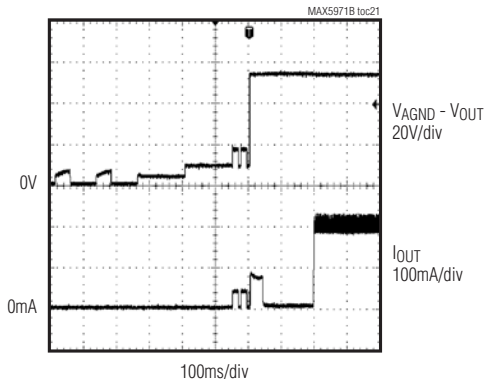 MAX5971B toc21
T
VAGND - VOUT
20V/div
0V
IOUT
100mA/div
0mA
100ms/div